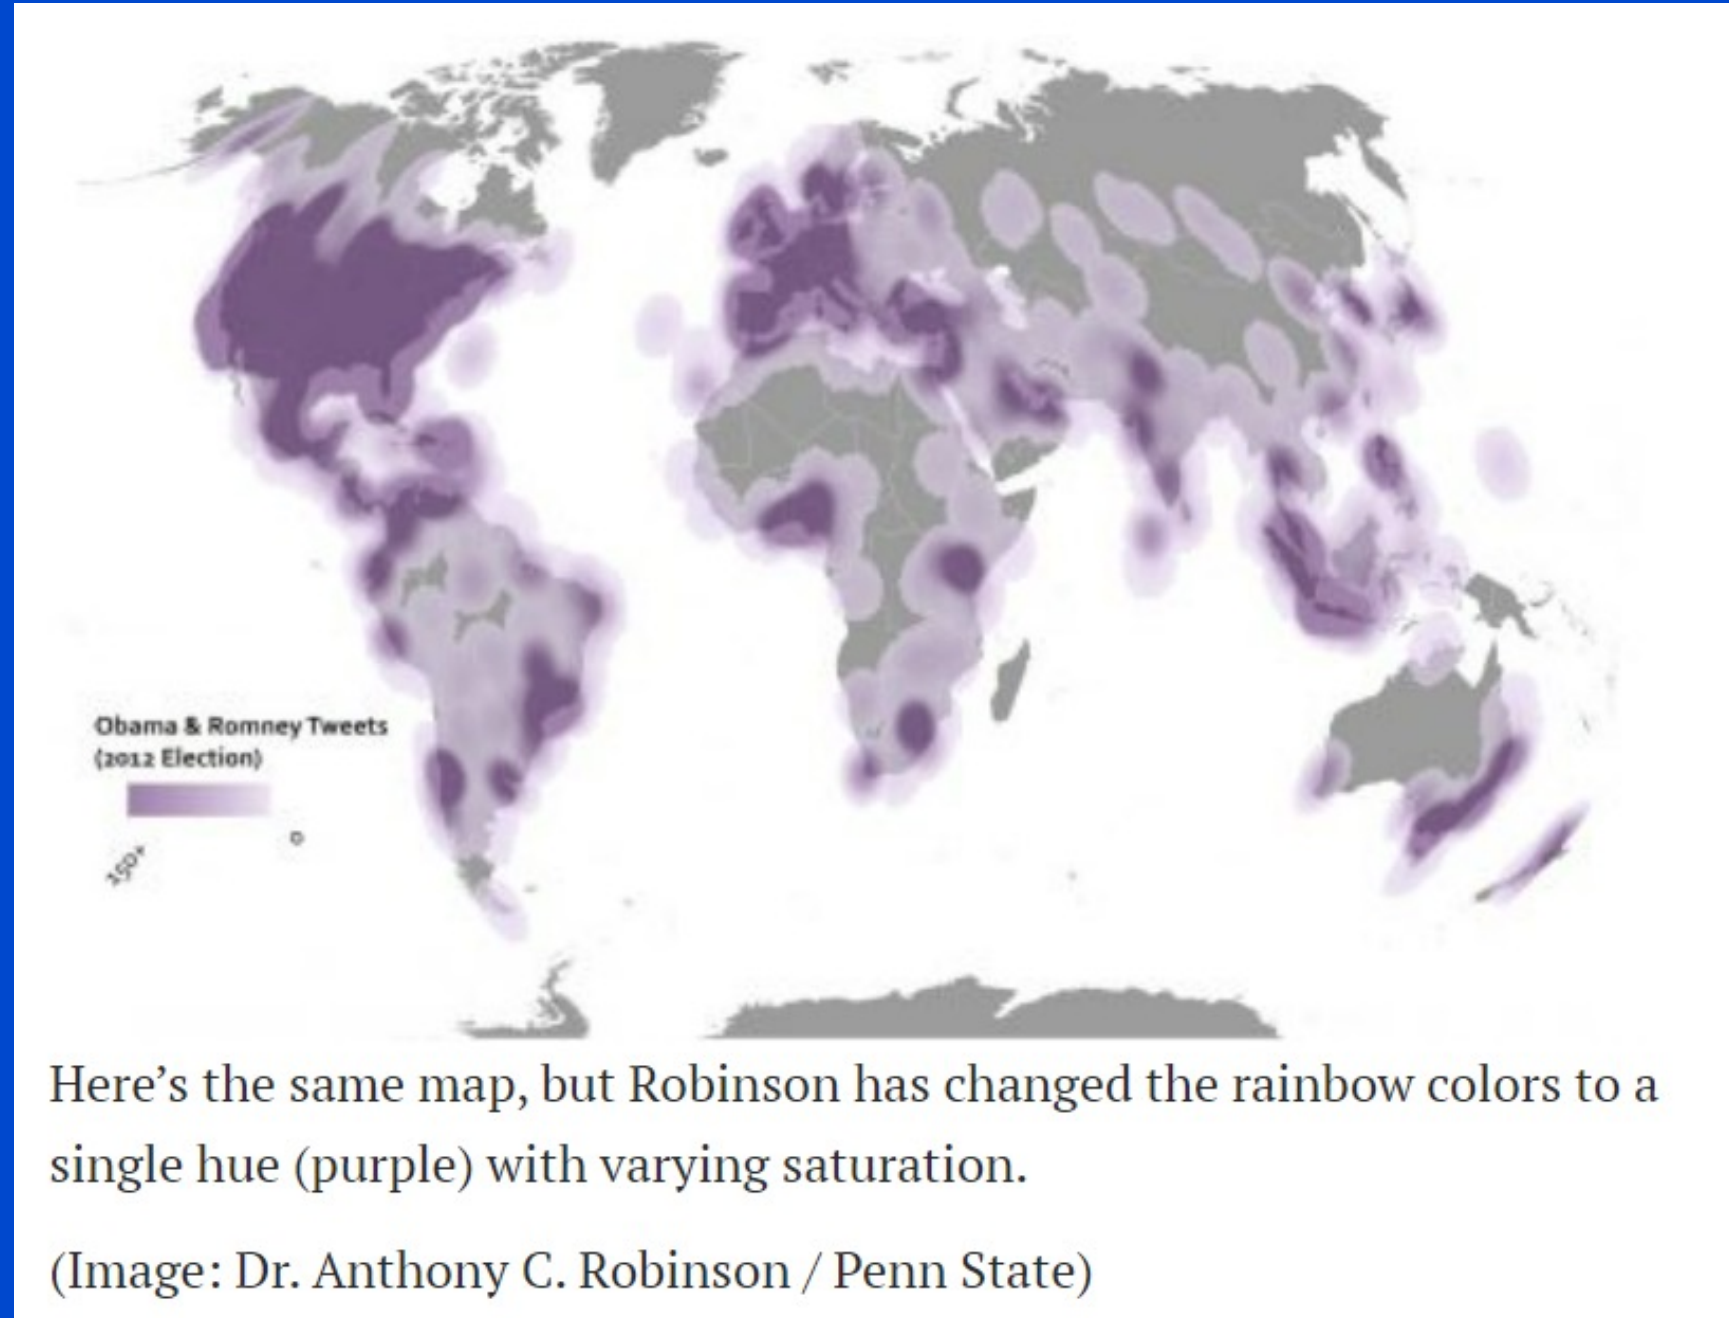 Obama & Romney Tweets
(2012 Election)
150+
0
Here’s the same map, but Robinson has changed the rainbow colors to a
single hue (purple) with varying saturation.
(Image: Dr. Anthony C. Robinson / Penn State)